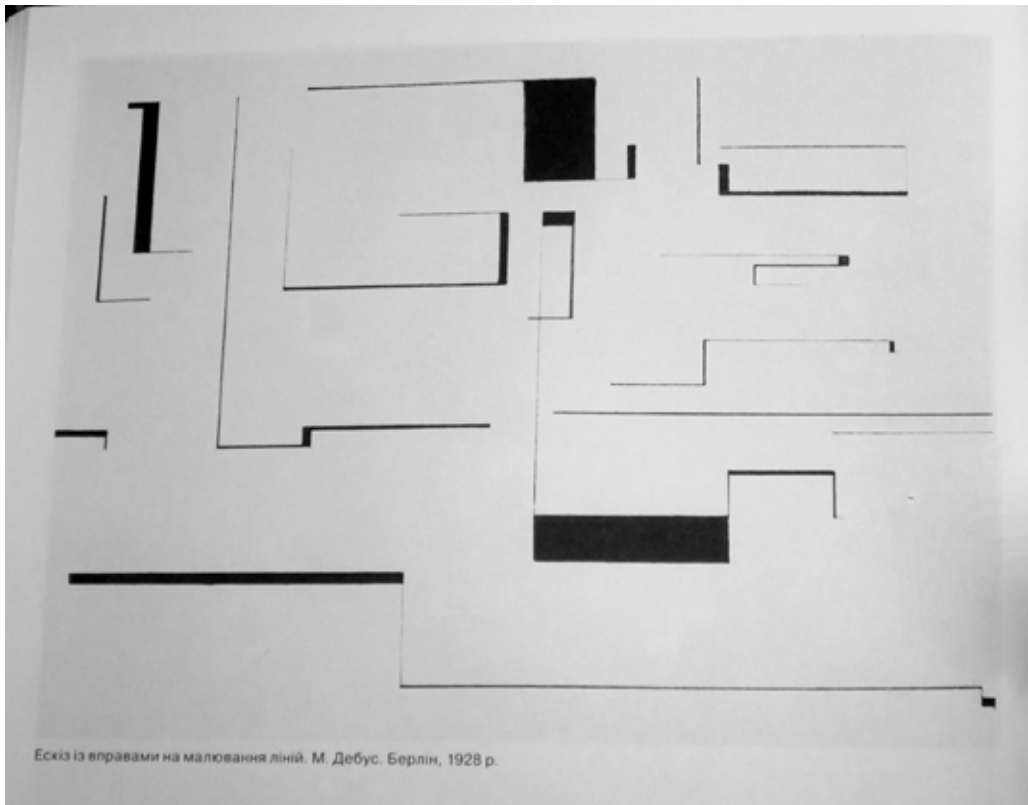 Ескіз із вправами на малювання ліній. М. Дебус. Берлін, 1928 р.